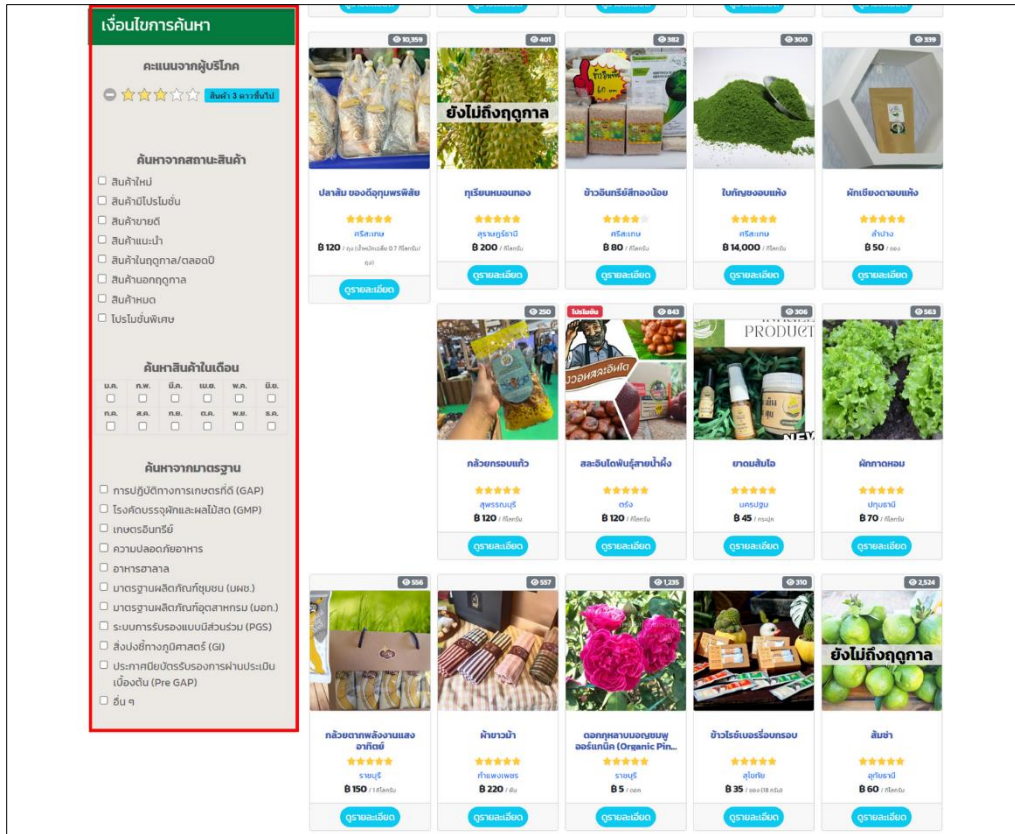 เงื่อนไขการค้นหา
คะแนนจากผู้บริโภค
สินค้า 3 ดาวขึ้นไป
ค้นหาจากสถานะสินค้า
สินค้าใหม่
สินค้ามีโปรโมชั่น
สินค้าขายดี
สินค้าแนะนำ
สินค้าในฤดูกาล/ตลอดปี
สินค้านอกฤดูกาล
สินค้าหมด
โปรโมชั่นพิเศษ
ค้นหาสินค้าในเดือน
ม.ค. ก.พ. มี.ค. เม.ย. พ.ค. มิ.ย.
ก.ค. ส.ค. ก.ย. ต.ค. พ.ย. ธ.ค.
ค้นหาจากมาตรฐาน
การปฏิบัติทางการเกษตรที่ดี (GAP)
โรงคัดบรรจุผักและผลไม้สด (GMP)
เกษตรอินทรีย์
ความปลอดภัยอาหาร
อาหารฮาลาล
มาตรฐานผลิตภัณฑ์ชุมชน (มผช.)
มาตรฐานผลิตภัณฑ์อุตสาหกรรม (มอก.)
ระบบการรับรองแบบมีส่วนร่วม (PGS)
สิ่งบ่งชี้ทางภูมิศาสตร์ (GI)
ประกาศนียบัตรรับรองการผ่านประเมิน
เบื้องต้น (Pre GAP)
อื่น ๆ
10,359 401 382 300 339
ยังไม่ถึงฤดูกาล
ปลาส้ม ของดีอุทุมพรพิสัย ทุเรียนหมอนทอง ข้าวอินทรีย์สีทองน้อย ใบกัญชงอบแห้ง ผักเชียงดาอบแห้ง
ศรีสะเกษ สุราษฎร์ธานี ศรีสะเกษ ศรีสะเกษ ลำปาง
฿ 120 / ถุง (น้ำหนักเฉลี่ย 0.7 กิโลกรัม/ ฿ 200 / กิโลกรัม ฿ 80 / กิโลกรัม ฿ 14,000 / กิโลกรัม ฿ 50 / ซอง
ถุง)
ดูรายละเอียด ดูรายละเอียด ดูรายละเอียด ดูรายละเอียด ดูรายละเอียด
250 โปรโมชั่น 843 306 563
PRODUCT
NEW
กล้วยกรอบแก้ว สละอินโดพันธุ์สายน้ำผึ้ง ยาดมส้มโอ ผักกาดหอม
สุพรรณบุรี ตรัง นครปฐม ปทุมธานี
฿ 120 / กิโลกรัม ฿ 120 / กิโลกรัม ฿ 45 / กระปุก ฿ 70 / กิโลกรัม
ดูรายละเอียด ดูรายละเอียด ดูรายละเอียด ดูรายละเอียด
556 557 1,235 310 2,524
ยังไม่ถึงฤดูกาล
กล้วยตากพลังงานแสง ผ้าขาวม้า ดอกกุหลาบมอญชมพู ข้าวไรซ์เบอร์รี่อบกรอบ ส้มซ่า
อาทิตย์ ออร์แกนิค (Organic Pin...
ราชบุรี กำแพงเพชร ราชบุรี สุโขทัย อุทัยธานี
฿ 150 / 1 กิโลกรัม ฿ 220 / ผืน ฿ 5 / ดอก ฿ 35 / ซอง (18 กรัม) ฿ 60 / กิโลกรัม
ดูรายละเอียด ดูรายละเอียด ดูรายละเอียด ดูรายละเอียด ดูรายละเอียด